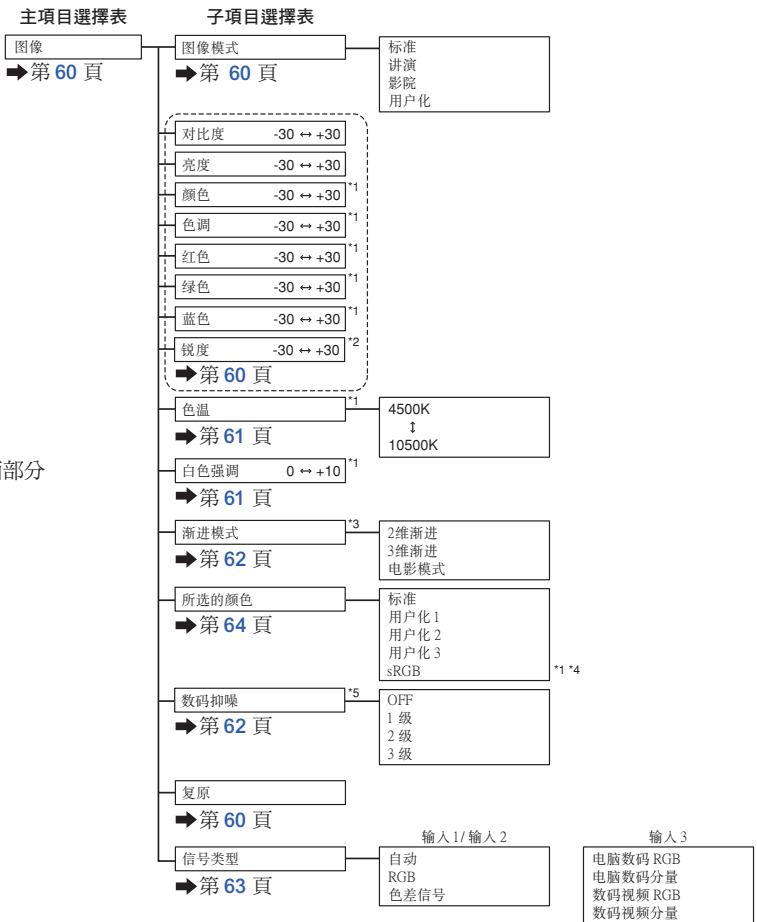 主項目選擇表
子項目選擇表
图像
➡第 60 頁
图像模式
➡第 60 頁
标准
讲演
影院
用户化
对比度 -30 ↔ +30
亮度 -30 ↔ +30
颜色 -30 ↔ +30 *1
色调 -30 ↔ +30 *1
红色 -30 ↔ +30 *1
绿色 -30 ↔ +30 *1
蓝色 -30 ↔ +30 *1
锐度 -30 ↔ +30 *2
➡第 60 頁
色温 *1
➡第 61 頁
4500K
↕
10500K
部分
白色强调 0 ↔ +10 *1
➡第 61 頁
渐进模式 *3
➡第 62 頁
2维渐进
3维渐进
电影模式
所选的颜色
➡第 64 頁
标准
用户化 1
用户化 2
用户化 3
sRGB *1 *4
数码抑噪 *5
➡第 62 頁
OFF
1 级
2 级
3 级
复原
➡第 60 頁
信号类型
➡第 63 頁
输入 1/ 输入 2
自动
RGB
色差信号
输入 3
电脑数码 RGB
电脑数码分量
数码视频 RGB
数码视频分量